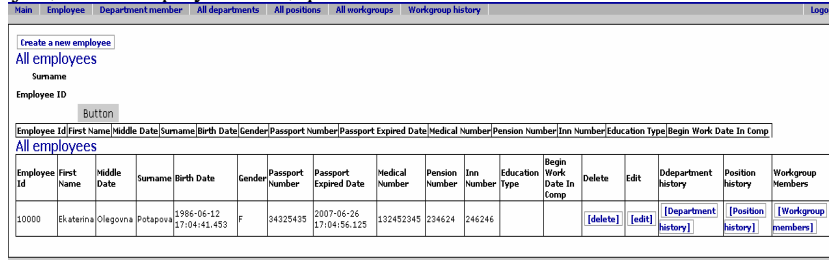 Main Employee Department member All departments All positions All workgroups Workgroup history Logo
Create a new employee
All employees
Surname
Employee ID
Button
Employee Id First Name Middle Date Surname Birth Date Gender Passport Number Passport Expired Date Medical Number Pension Number Inn Number Education Type Begin Work Date In Comp
All employees
Employee Id First Name Middle Date Surname Birth Date Gender Passport Number Passport Expired Date Medical Number Pension Number Inn Number Education Type Begin Work Date In Comp Delete Edit Ddepartment history Position history Workgroup Members
10000 Ekaterina Olegovna Potapova 1986-06-12 17:04:41.453 F 34325435 2007-06-26 17:04:56.125 132452345 234624 246246 [delete] [edit] [Department history] [Position history] [Workgroup members]